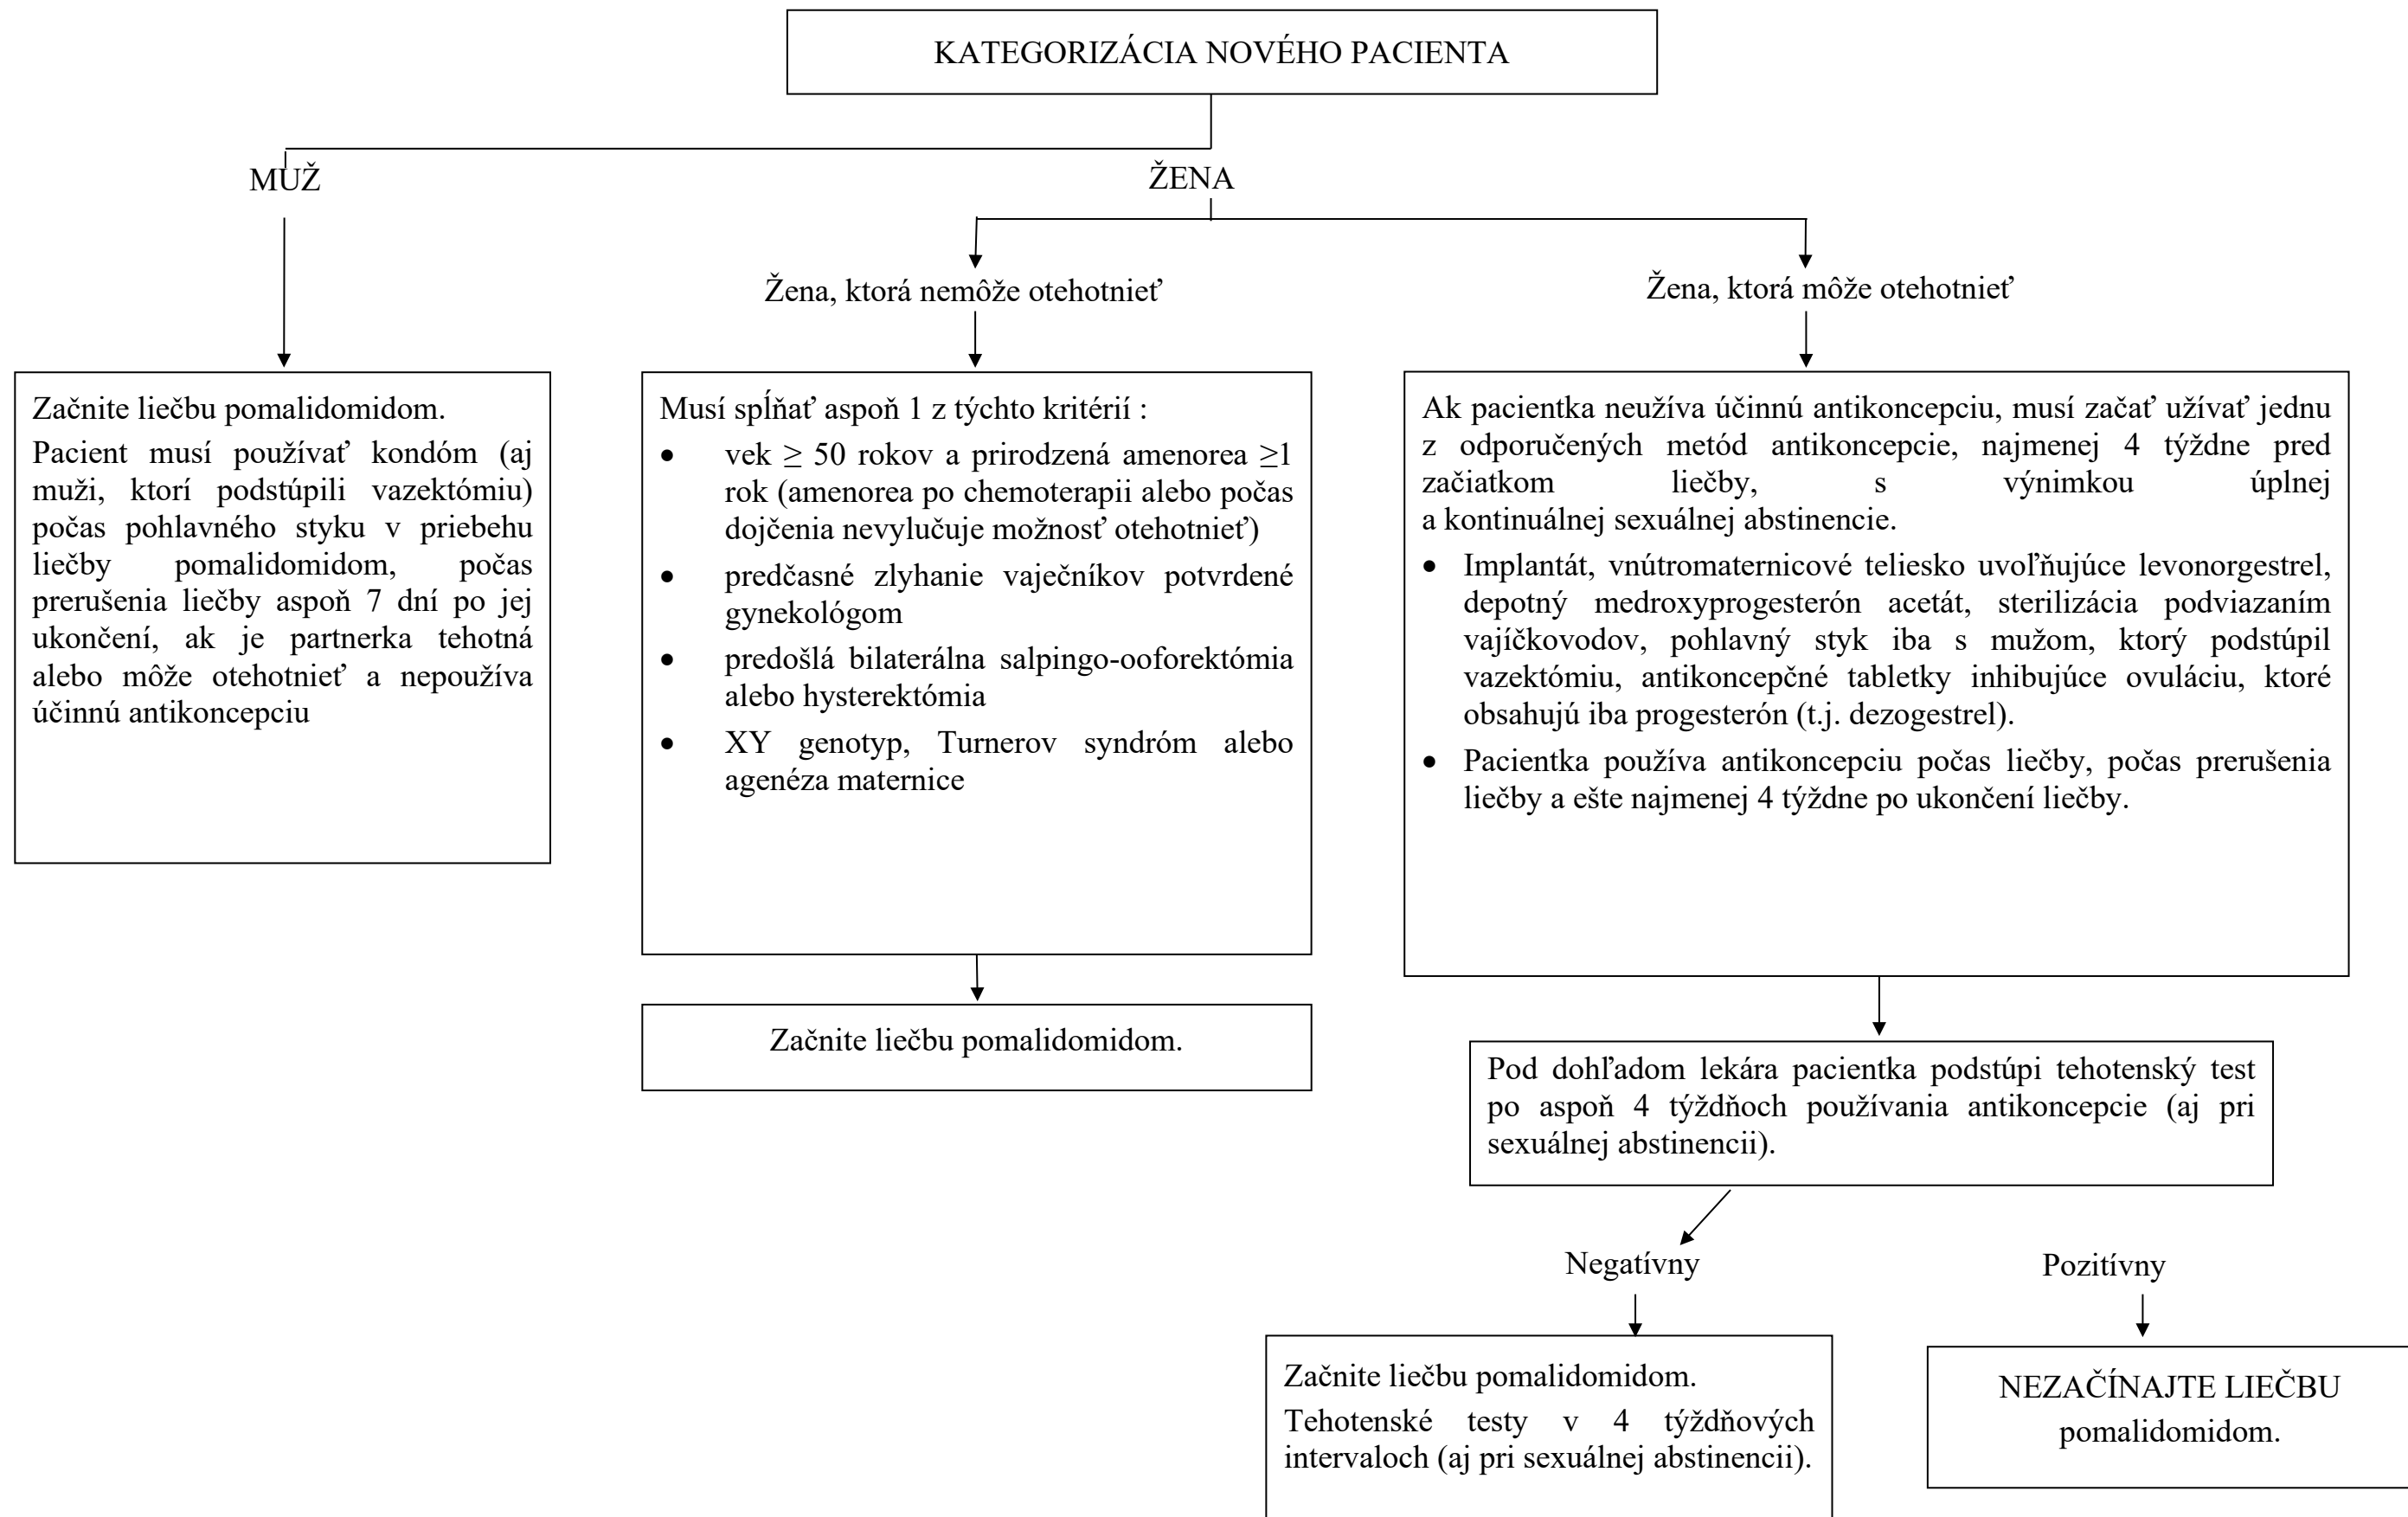 KATEGORIZÁCIA NOVÉHO PACIENTA
MUŽ
ŽENA
Žena, ktorá nemôže otehotnieť
Žena, ktorá môže otehotnieť
Začnite liečbu pomalidomidom.
Pacient musí používať kondóm (aj
muži, ktorí podstúpili vazektómiu)
počas pohlavného styku v priebehu
liečby pomalidomidom, počas
prerušenia liečby aspoň 7 dní po jej
ukončení, ak je partnerka tehotná
alebo môže otehotnieť a nepoužíva
účinnú antikoncepciu
Musí spĺňať aspoň 1 z týchto kritérií :
• vek ≥ 50 rokov a prirodzená amenorea ≥1
rok (amenorea po chemoterapii alebo počas
dojčenia nevylučuje možnosť otehotnieť)
• predčasné zlyhanie vaječníkov potvrdené
gynekológom
• predošlá bilaterálna salpingo-ooforektómia
alebo hysterektómia
• XY genotyp, Turnerov syndróm alebo
agenéza maternice
Začnite liečbu pomalidomidom.
Ak pacientka neužíva účinnú antikoncepciu, musí začať užívať jednu
z odporučených metód antikoncepcie, najmenej 4 týždne pred
začiatkom liečby, s výnimkou úplnej
a kontinuálnej sexuálnej abstinencie.
• Implantát, vnútromaternicové teliesko uvoľňujúce levonorgestrel,
depotný medroxyprogesterón acetát, sterilizácia podviazaním
vajíčkovodov, pohlavný styk iba s mužom, ktorý podstúpil
vazektómiu, antikoncepčné tabletky inhibujúce ovuláciu, ktoré
obsahujú iba progesterón (t.j. dezogestrel).
• Pacientka používa antikoncepciu počas liečby, počas prerušenia
liečby a ešte najmenej 4 týždne po ukončení liečby.
Pod dohľadom lekára pacientka podstúpi tehotenský test
po aspoň 4 týždňoch používania antikoncepcie (aj pri
sexuálnej abstinencii).
Negatívny
Pozitívny
Začnite liečbu pomalidomidom.
Tehotenské testy v 4 týždňových
intervaloch (aj pri sexuálnej abstinencii).
NEZAČÍNAJTE LIEČBU
pomalidomidom.